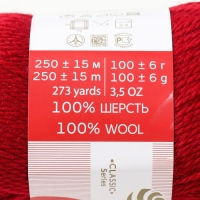 250 ± 15 м 100 ± 6 г
250 ± 15 m 100 ± 6 g
273 yards 3,5 OZ
100% ШЕРСТЬ
100% WOOL
«CLASSIC»
Series